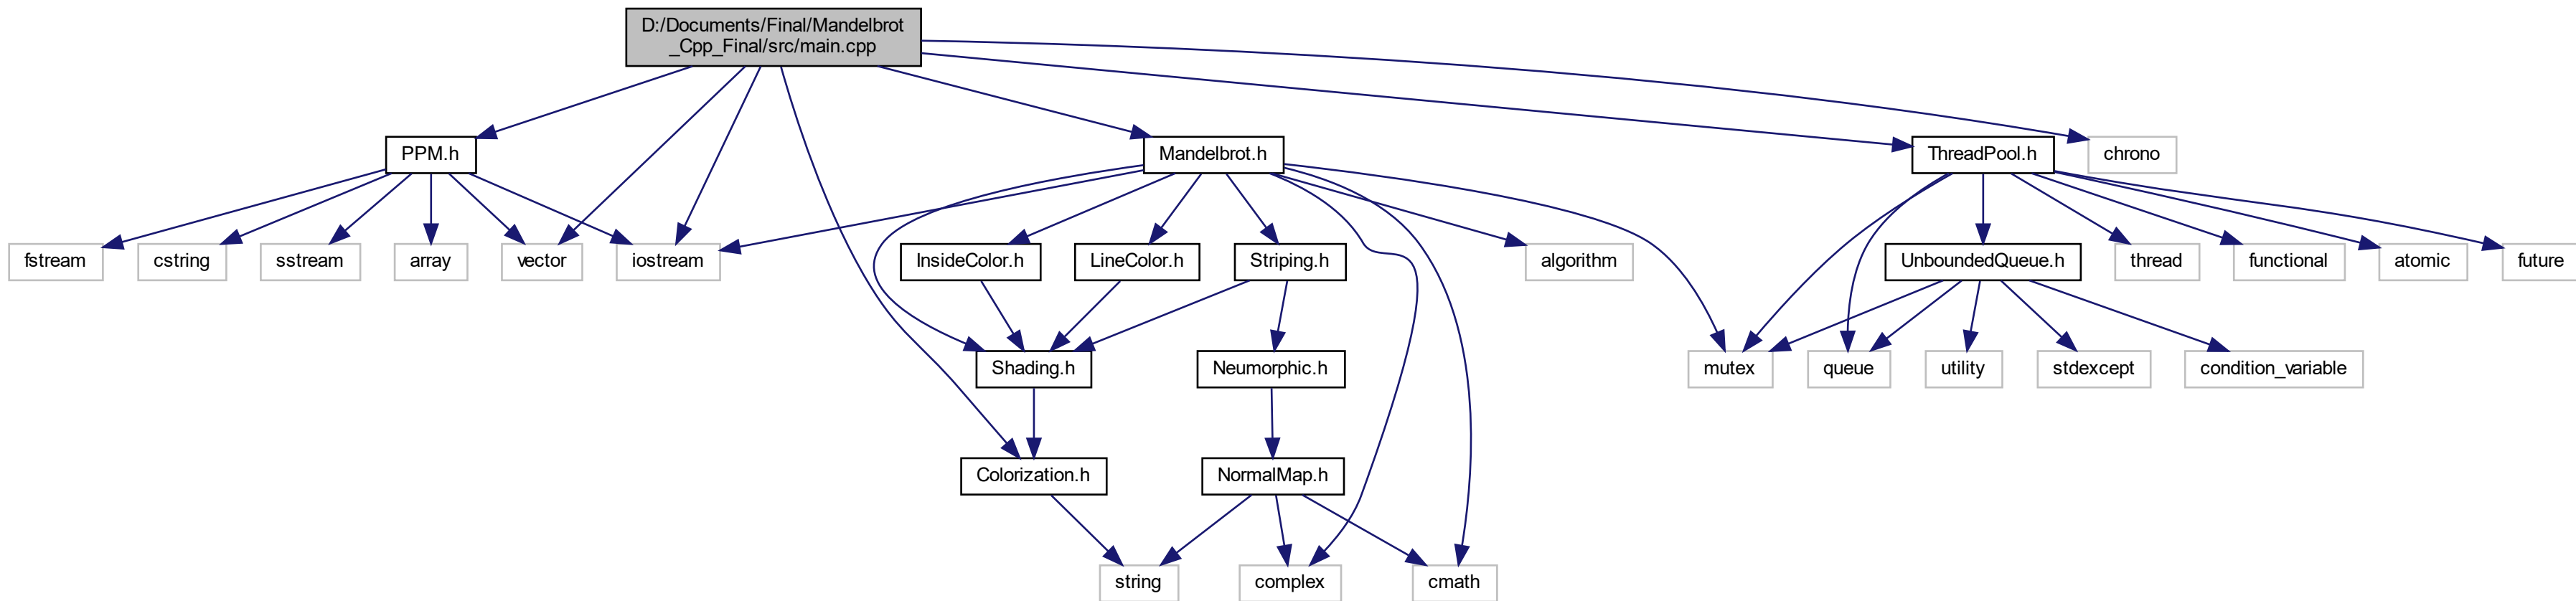 D:/Documents/Final/Mandelbrot
_Cpp_Final/src/main.cpp
PPM.h
Mandelbrot.h
ThreadPool.h
chrono
fstream
cstring
sstream
array
vector
iostream
InsideColor.h
LineColor.h
Striping.h
algorithm
UnboundedQueue.h
thread
functional
atomic
future
Shading.h
Neumorphic.h
mutex
queue
utility
stdexcept
condition_variable
Colorization.h
NormalMap.h
string
complex
cmath